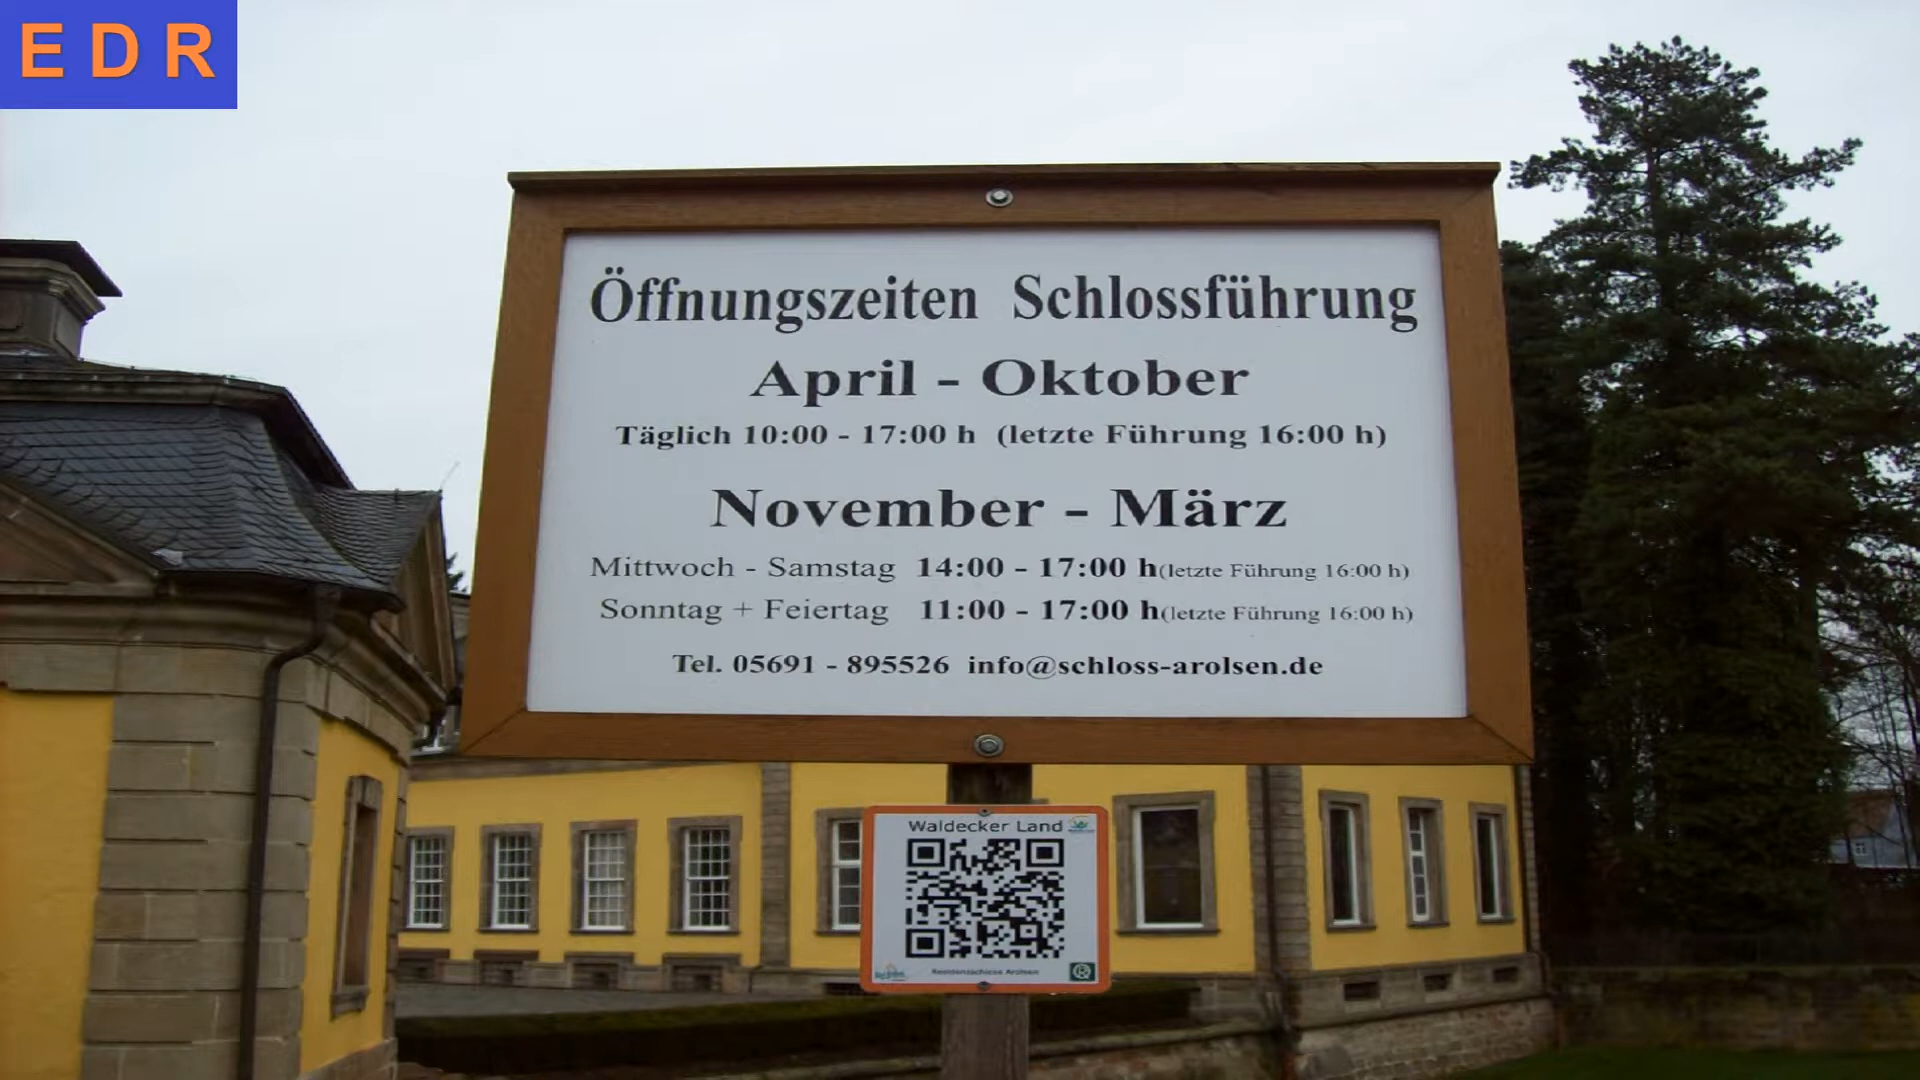 EDR
Öffnungszeiten Schlossführung
April - Oktober
Täglich 10:00 - 17:00 h (letzte Führung 16:00 h)
November - März
Mittwoch - Samstag 14:00 - 17:00 h(letzte Führung 16:00 h)
Sonntag + Feiertag 11:00 - 17:00 h(letzte Führung 16:00 h)
Tel. 05691 - 895526 info@schloss-arolsen.de
Waldecker Land
Residenzschloss Arolsen